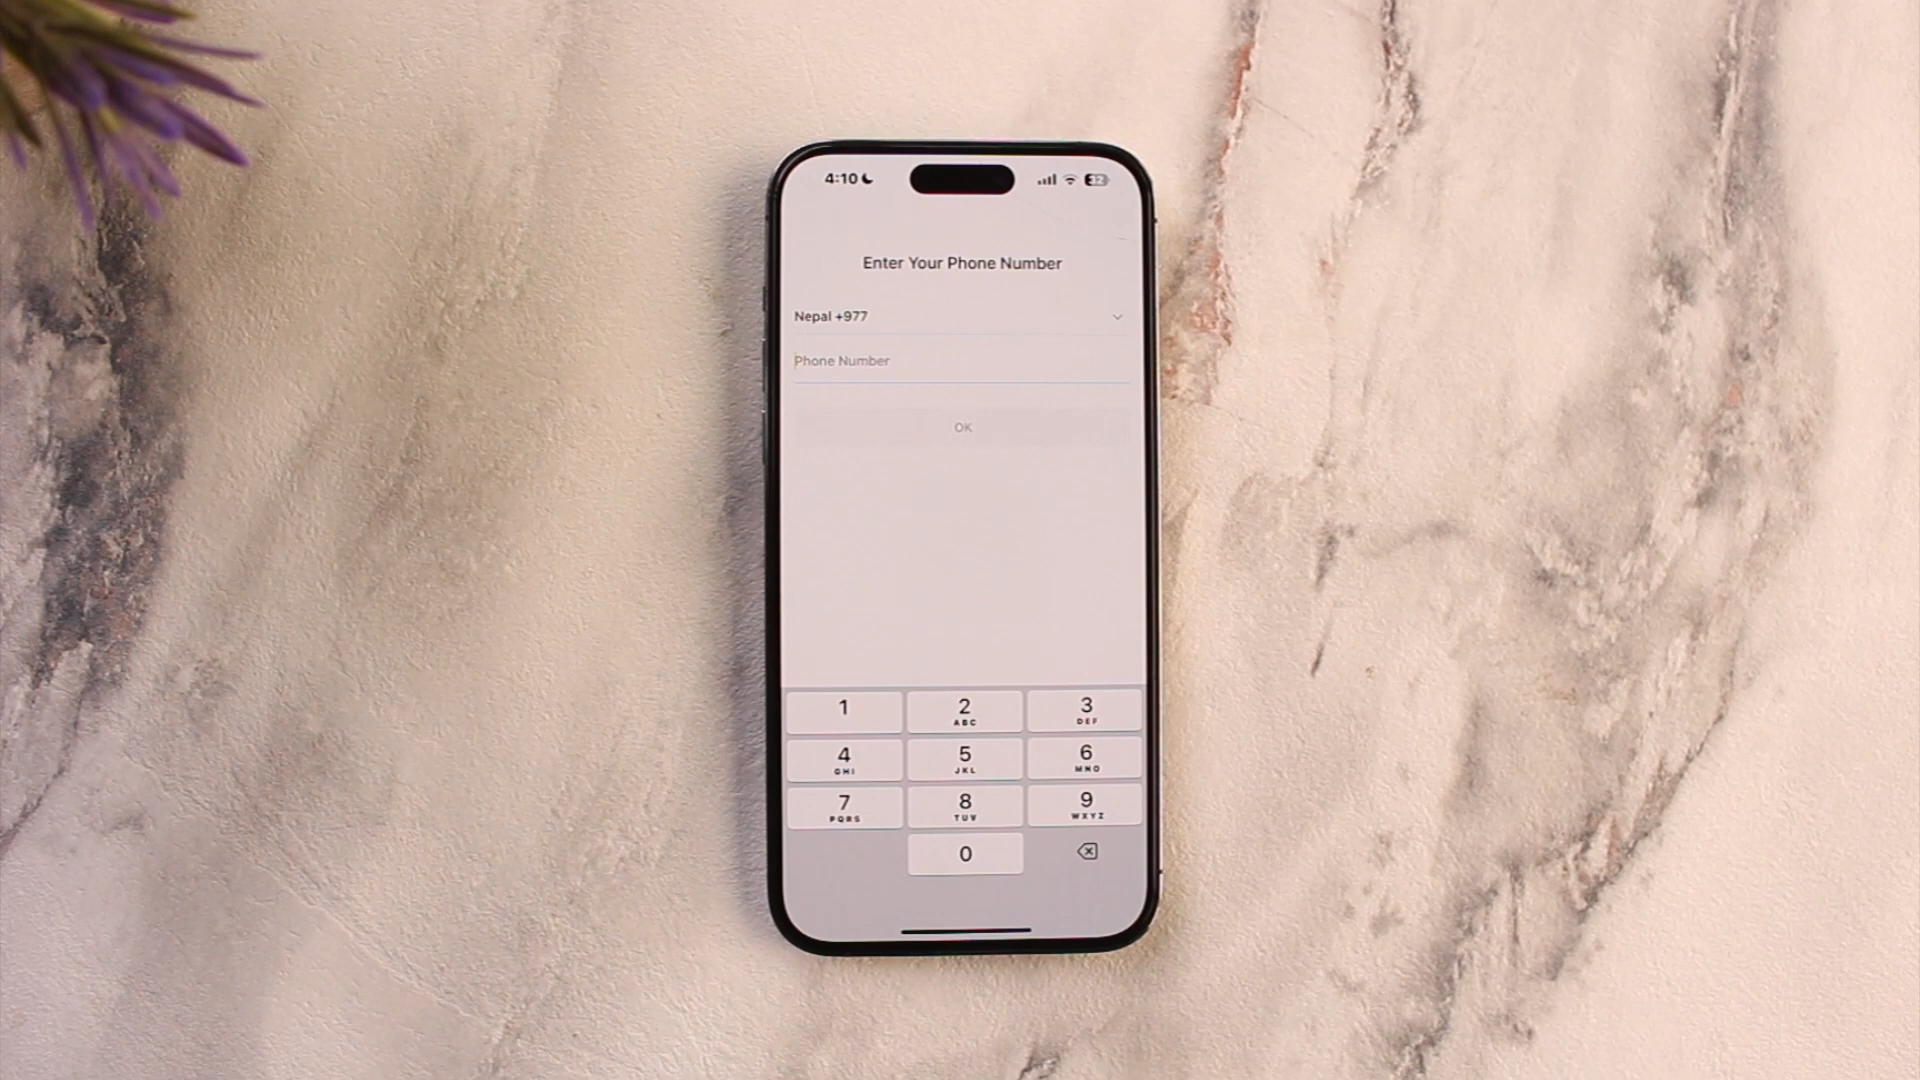 4:10
32
Enter Your Phone Number
Nepal +977
Phone Number
OK
1
2
ABC
3
DEF
4
GHI
5
JKL
6
MNO
7
PQRS
8
TUV
9
WXYZ
0